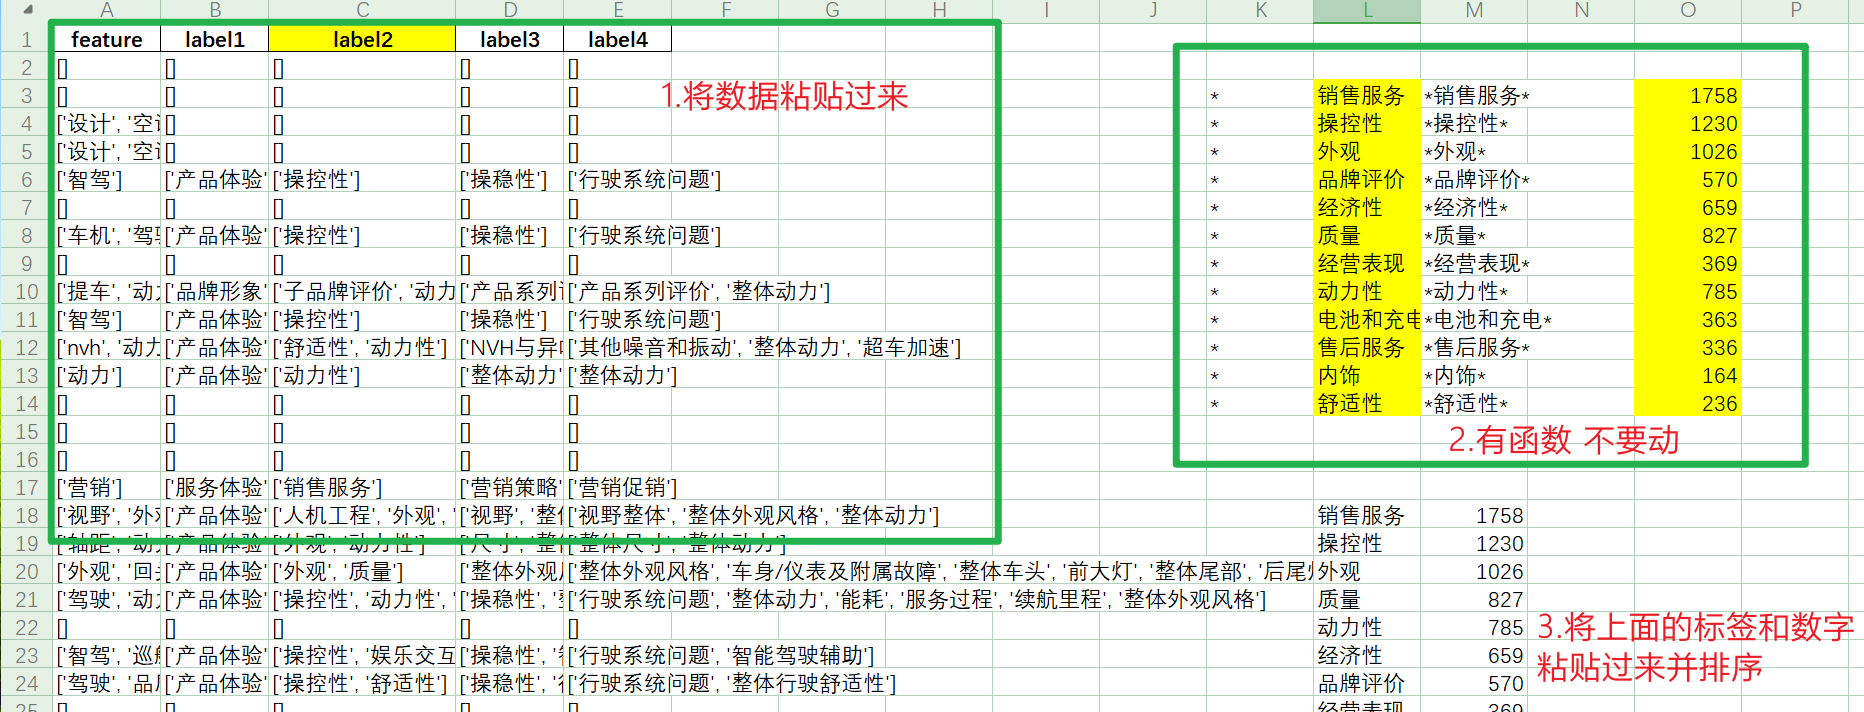 A B C D E F G H I J K L M N O P
1 feature label1 label2 label3 label4
2 [] [] [] [] []
3 [] [] [] [] [] 1.将数据粘贴过来 * 销售服务 *销售服务* 1758
4 ['设计', '空 [] [] [] [] * 操控性 *操控性* 1230
5 ['设计', '空 [] [] [] [] * 外观 *外观* 1026
6 ['智驾'] ['产品体验' ['操控性'] ['操稳性'] ['行驶系统问题'] * 品牌评价 *品牌评价* 570
7 [] [] [] [] [] * 经济性 *经济性* 659
8 ['车机', '驾 ['产品体验' ['操控性'] ['操稳性'] ['行驶系统问题'] * 质量 *质量* 827
9 [] [] [] [] [] * 经营表现 *经营表现* 369
10 ['提车', '动 ['品牌形象' ['子品牌评价', '动力 ['产品系列 ['产品系列评价', '整体动力'] * 动力性 *动力性* 785
11 ['智驾'] ['产品体验' ['操控性'] ['操稳性'] ['行驶系统问题'] * 电池和充电 *电池和充电* 363
12 ['nvh', '动力 ['产品体验' ['舒适性', '动力性'] ['NVH与异 ['其他噪音和振动', '整体动力', '超车加速'] * 售后服务 *售后服务* 336
13 ['动力'] ['产品体验' ['动力性'] ['整体动力' ['整体动力'] * 内饰 *内饰* 164
14 [] [] [] [] [] * 舒适性 *舒适性* 236
15 [] [] [] [] [] 2.有函数 不要动
16 [] [] [] [] []
17 ['营销'] ['服务体验' ['销售服务'] ['营销策略' ['营销促销']
18 ['视野', '外 ['产品体验' ['人机工程', '外观', ' ['视野', '整 ['视野整体', '整体外观风格', '整体动力'] 销售服务 1758
19 ['轴距', '动 ['产品体验 ['外观', '动力性'] ['尺寸', '整 ['整体尺寸', '整体动力'] 操控性 1230
20 ['外观', '回 ['产品体验' ['外观', '质量'] ['整体外观 ['整体外观风格', '车身/仪表及附属故障', '整体车头', '前大灯', '整体尾部', '后尾 外观 1026
21 ['驾驶', '动 ['产品体验' ['操控性', '动力性', ' ['操稳性', ' ['行驶系统问题', '整体动力', '能耗', '服务过程', '续航里程', '整体外观风格'] 质量 827
22 [] [] [] [] [] 动力性 785
23 ['智驾', '巡 ['产品体验' ['操控性', '娱乐交互 ['操稳性', ' ['行驶系统问题', '智能驾驶辅助'] 经济性 659
24 ['驾驶', '品 ['产品体验' ['操控性', '舒适性'] ['操稳性', ' ['行驶系统问题', '整体行驶舒适性'] 品牌评价 570
3.将上面的标签和数字
粘贴过来并排序
25 [] [] [] [] [] 经营表现 369